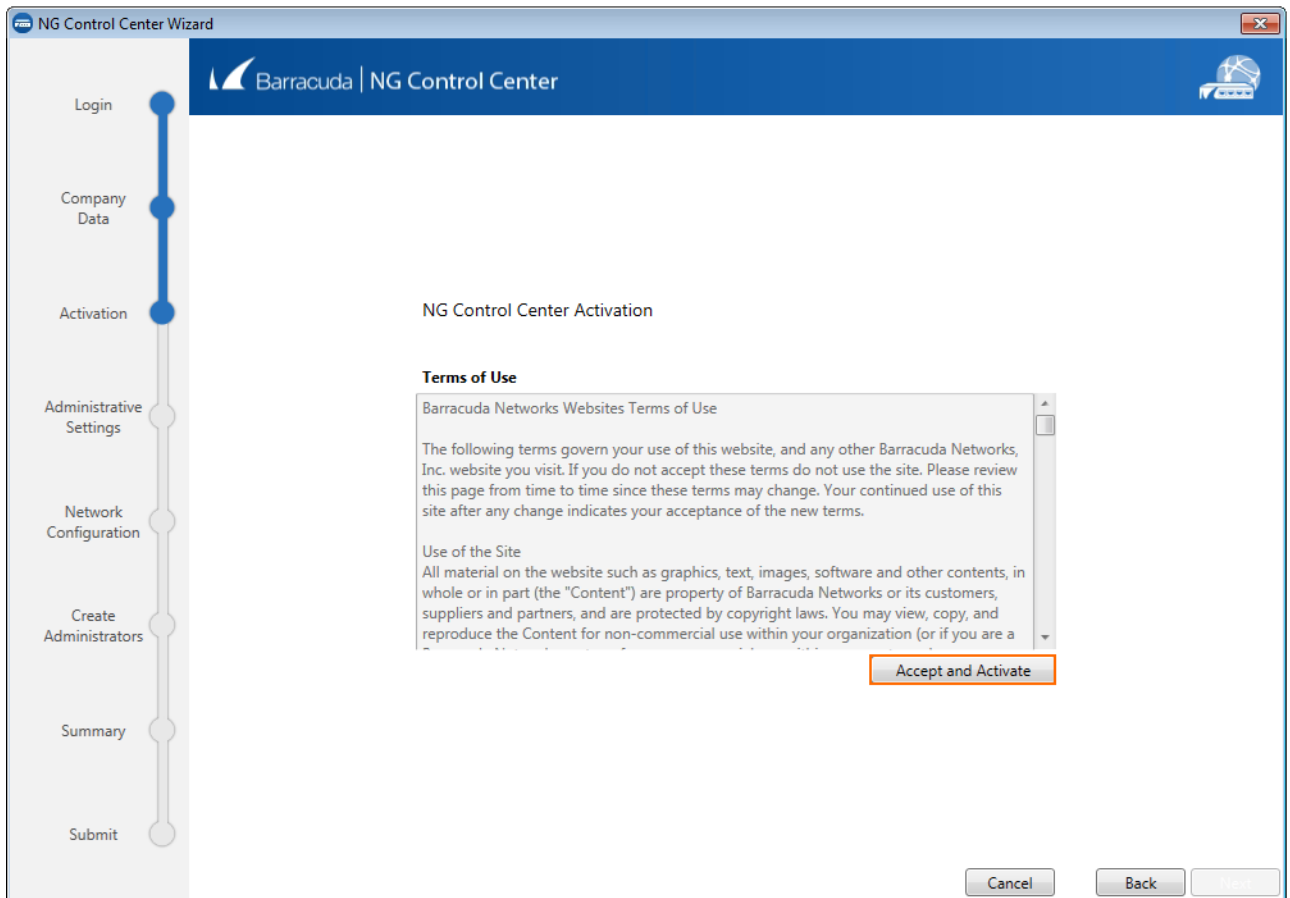 NG Control Center Wizard
Barracuda | NG Control Center
Login
Company
Data
Activation
Administrative
Settings
Network
Configuration
Create
Administrators
Summary
Submit
NG Control Center Activation
Terms of Use
Barracuda Networks Websites Terms of Use
The following terms govern your use of this website, and any other Barracuda Networks,
Inc. website you visit. If you do not accept these terms do not use the site. Please review
this page from time to time since these terms may change. Your continued use of this
site after any change indicates your acceptance of the new terms.
Use of the Site
All material on the website such as graphics, text, images, software and other contents, in
whole or in part (the "Content") are property of Barracuda Networks or its customers,
suppliers and partners, and are protected by copyright laws. You may view, copy, and
reproduce the Content for non-commercial use within your organization (or if you are a
Accept and Activate
Cancel
Back
Next